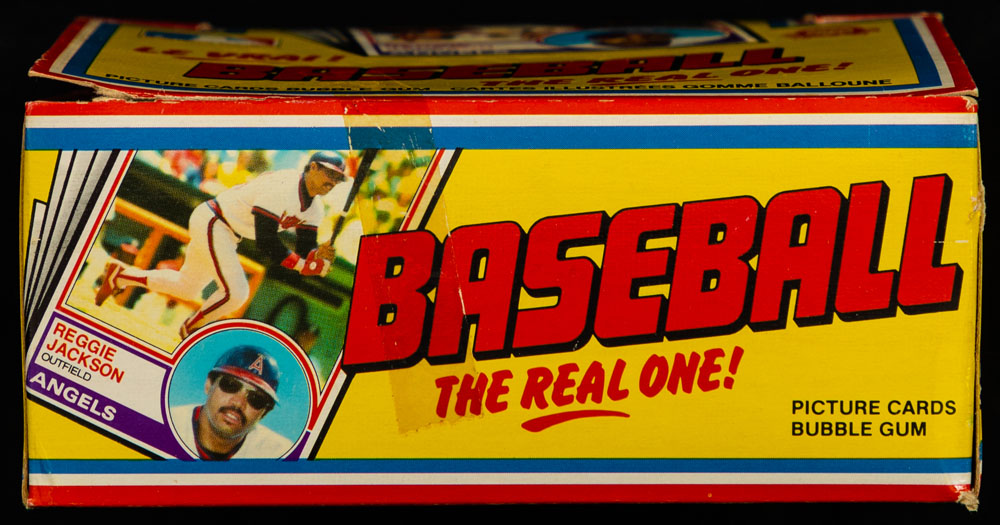 LE VRAI!
BASEBALL
THE REAL ONE!
PICTURE CARDS BUBBLE GUM CARTES ILLUSTREES GOMME BALLOUNE
BASEBALL
THE REAL ONE!
REGGIE
JACKSON
OUTFIELD
ANGELS
A
PICTURE CARDS
BUBBLE GUM